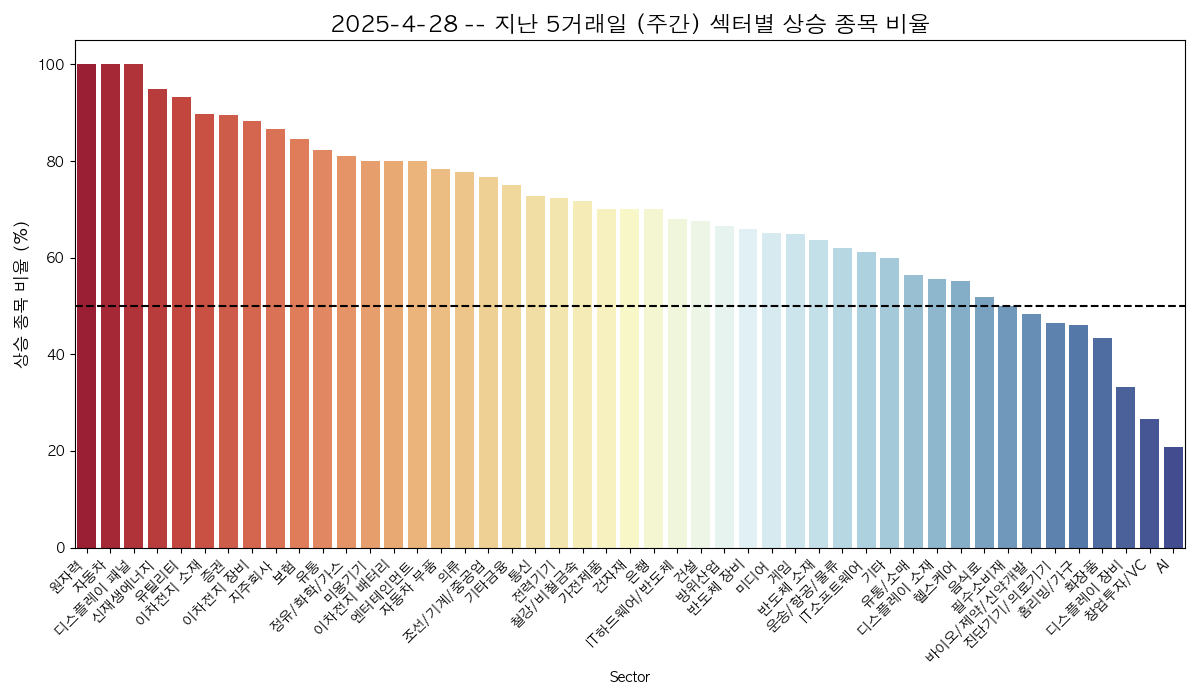 2025-4-28 -- 지난 5거래일 (주간) 섹터별 상승 종목 비율
상승 종목 비율 (%)
100
80
60
40
20
0
원자력
자동차
디스플레이 패널
신재생에너지
유틸리티
이차전지 소재
증권
이차전지 장비
지주회사
보험
유통
정유/화학/가스
미용기기
이차전지 배터리
엔터테인먼트
자동차 부품
의류
조선/기계/중공업
기타금융
통신
전력기기
철강/비철금속
가전제품
건자재
은행
IT하드웨어/반도체
건설
방위산업
반도체 장비
미디어
게임
반도체 소재
운송/항공/물류
IT소프트웨어
기타
유통/소매
디스플레이 소재
헬스케어
음식료
필수소비재
바이오/제약/신약개발
진단기기/의료기기
홈리빙/가구
화장품
디스플레이 장비
창업투자/VC
AI
Sector